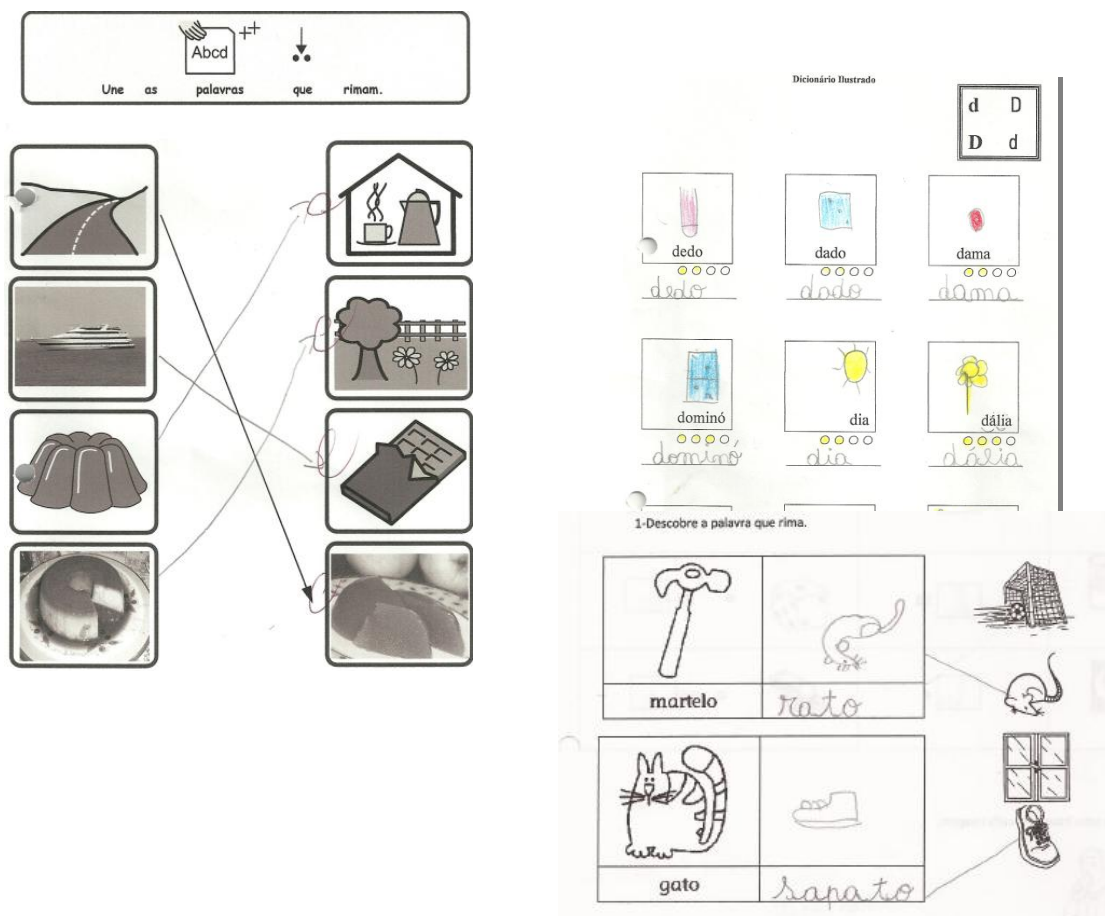 Abcd
Une as palavras que rimam.
Dicionário Ilustrado
d D
D d
dedo dado dama
dedo dado dama
dominó dia dália
dominó dia dália
1-Descobre a palavra que rima.
martelo rato
gato sapato